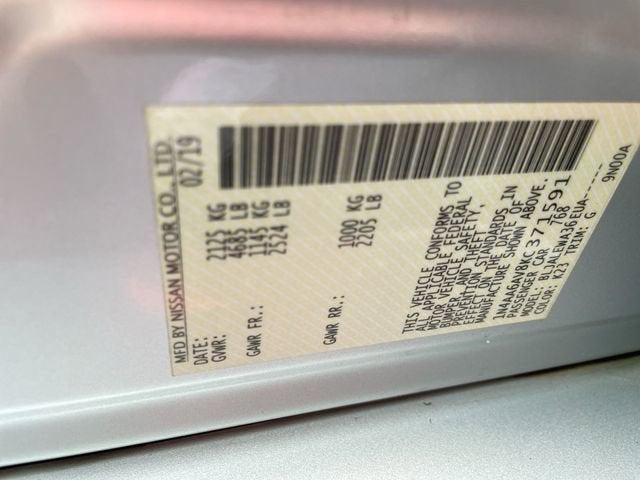 MFD BY NISSAN MOTOR CO., LTD.
DATE: 02/19
GVWR: 2125 KG
4685 LB
GAWR FR.: 1145 KG
2524 LB
GAWR RR.: 1000 KG
2205 LB
THIS VEHICLE CONFORMS TO
ALL APPLICABLE FEDERAL
MOTOR VEHICLE SAFETY,
BUMPER, AND STANDARDS IN
PREVENTION THEFT
EFFECT ON THE DATE OF
MANUFACTURE SHOWN ABOVE.
1N4AA6AV8KC371591
PASSENGER CAR 768
MODEL: BLJALEWA36EUA------
COLOR: K23 TRIM: G 9N00A